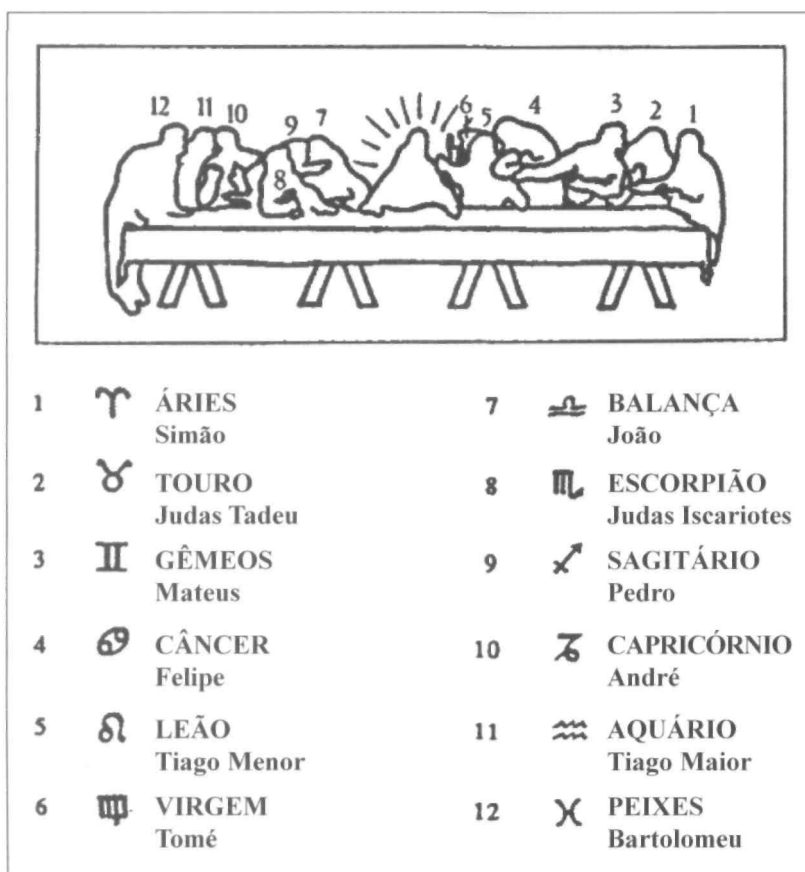 12 11 10 9 7 6 5 4 3 2 1
8
1 ♈ ÁRIES
Simão
2 ♉ TOURO
Judas Tadeu
3 ♊ GÊMEOS
Mateus
4 ♋ CÂNCER
Felipe
5 ♌ LEÃO
Tiago Menor
6 ♍ VIRGEM
Tomé
7 ♎ BALANÇA
João
8 ♏ ESCORPIÃO
Judas Iscariotes
9 ♐ SAGITÁRIO
Pedro
10 ♑ CAPRICÓRNIO
André
11 ♒ AQUÁRIO
Tiago Maior
12 ♓ PEIXES
Bartolomeu